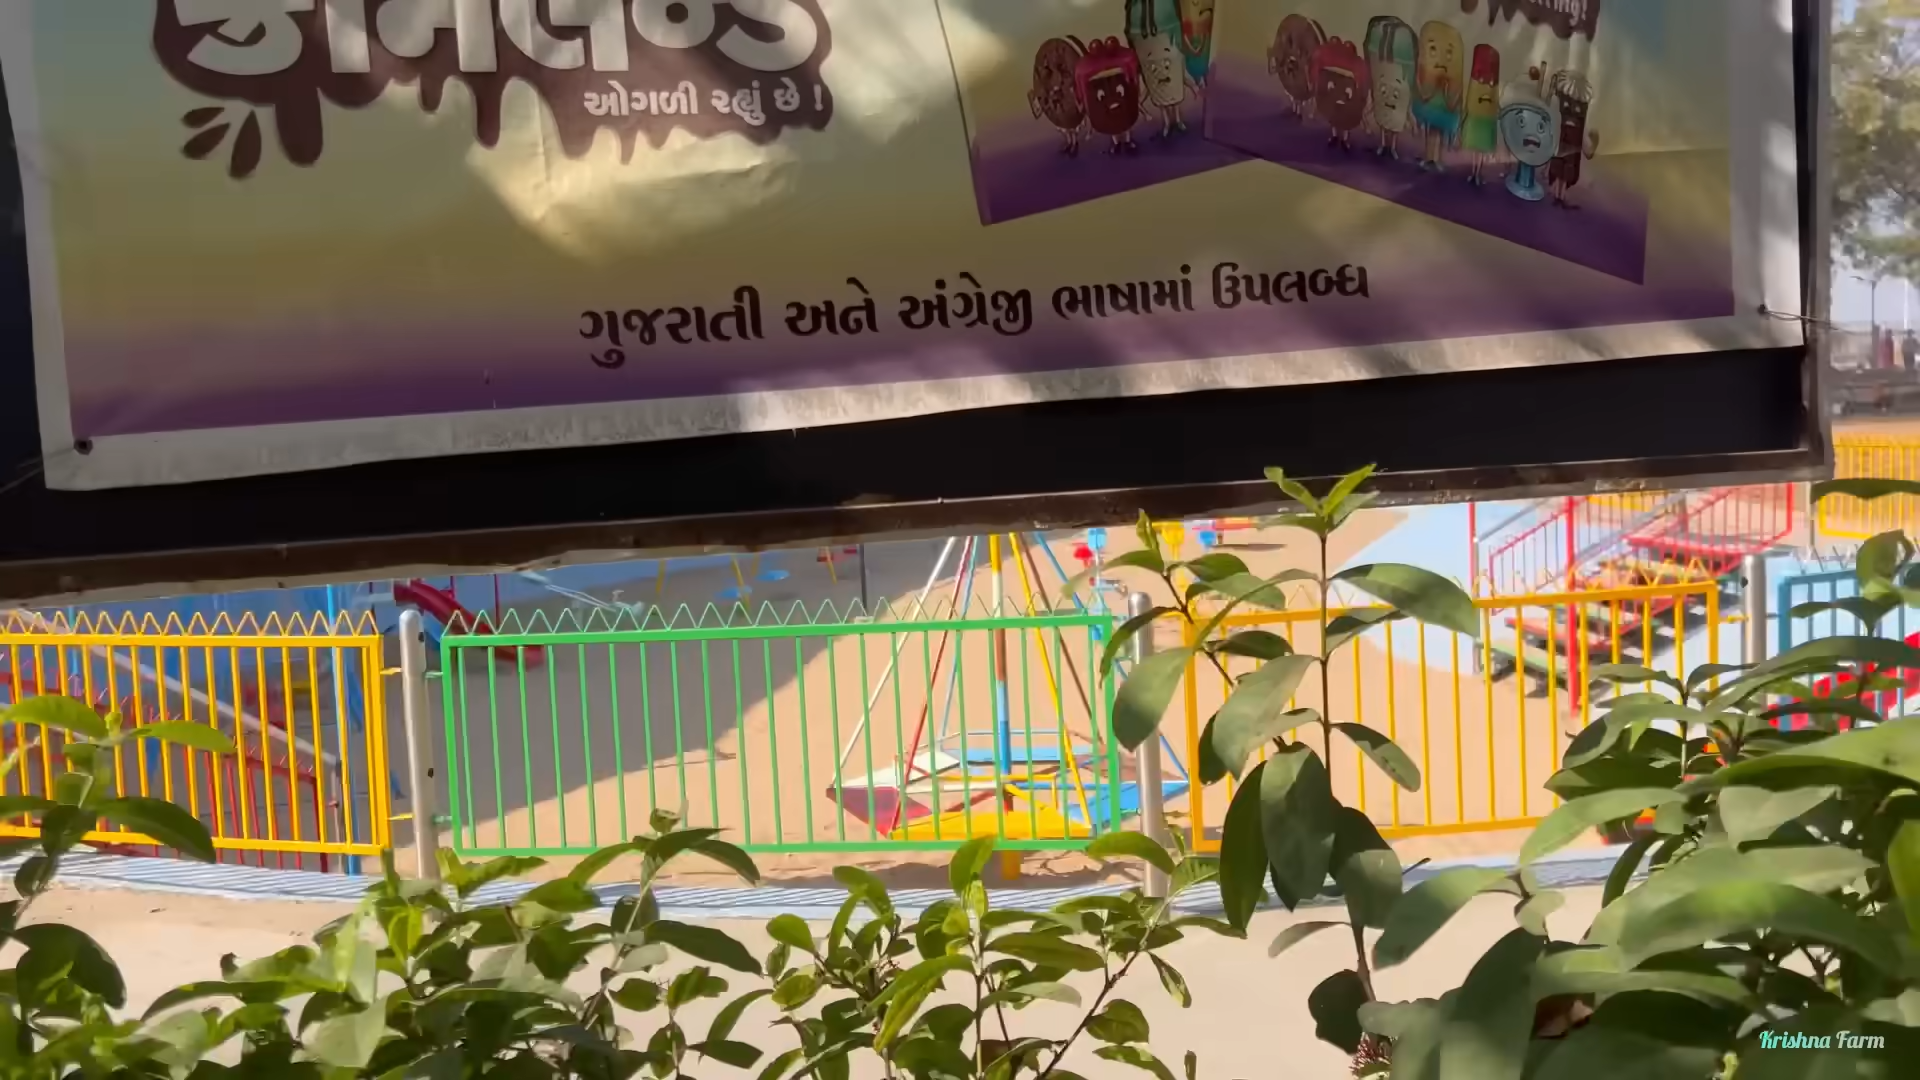 ઓગળી રહ્યું છે !
ગુજરાતી અને અંગ્રેજી ભાષામાં ઉપલબ્ધ
Krishna Farm